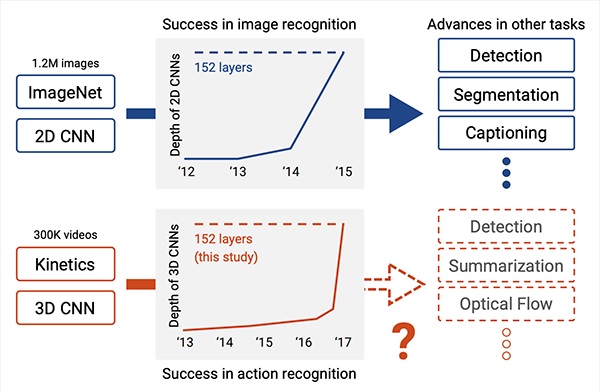 Success in image recognition
Advances in other tasks
1.2M images
ImageNet
2D CNN
Depth of 2D CNNs
152 layers
‘12 ‘13 ‘14 ‘15
Detection
Segmentation
Captioning
300K videos
Kinetics
3D CNN
Depth of 3D CNNs
152 layers
(this study)
‘13 ‘14 ‘15 ‘16 ‘17
Success in action recognition
?
Detection
Summarization
Optical Flow